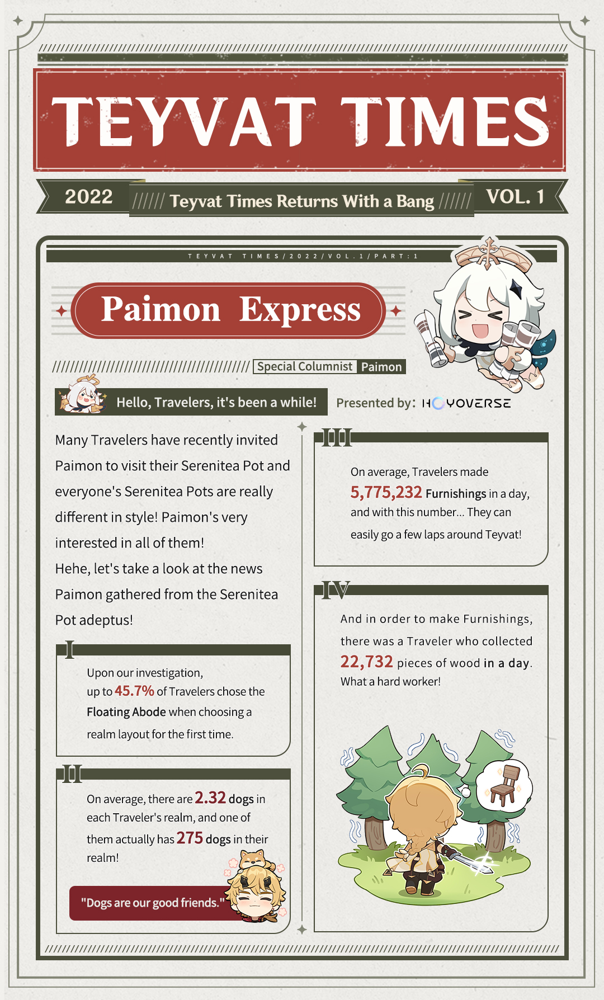 TEYVAT TIMES
2022
Teyvat Times Returns With a Bang
VOL. 1
TEYVAT TIMES/2022/VOL.1/PART:1
Paimon Express
Special Columnist Paimon
Hello, Travelers, it's been a while!
Presented by: HOYOVERSE
Many Travelers have recently invited
Paimon to visit their Serenitea Pot and
everyone's Serenitea Pots are really
different in style! Paimon's very
interested in all of them!
Hehe, let's take a look at the news
Paimon gathered from the Serenitea
Pot adeptus!
I
Upon our investigation,
up to 45.7% of Travelers chose the
Floating Abode when choosing a
realm layout for the first time.
II
On average, there are 2.32 dogs in
each Traveler's realm, and one of
them actually has 275 dogs in their
realm!
"Dogs are our good friends."
III
On average, Travelers made
5,775,232 Furnishings in a day,
and with this number... They can
easily go a few laps around Teyvat!
IV
And in order to make Furnishings,
there was a Traveler who collected
22,732 pieces of wood in a day.
What a hard worker!